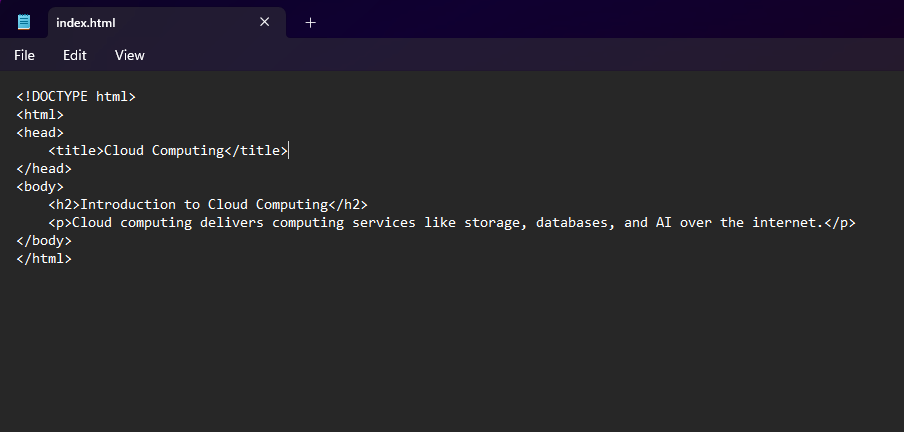 index.html
File Edit View
<!DOCTYPE html>
<html>
<head>
    <title>Cloud Computing</title>
</head>
<body>
    <h2>Introduction to Cloud Computing</h2>
    <p>Cloud computing delivers computing services like storage, databases, and AI over the internet.</p>
</body>
</html>